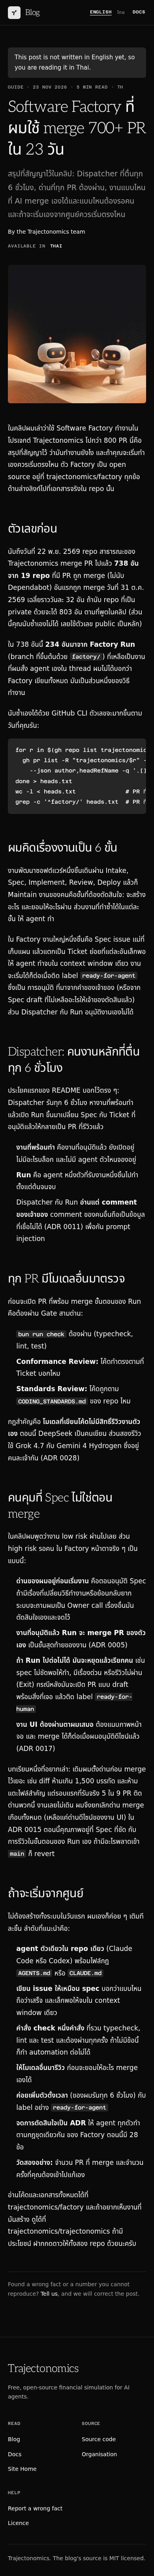 Blog
ENGLISH
ไทย
DOCS
This post is not written in English yet, so
you are reading it in Thai.
GUIDE · 23 NOV 2026 · 5 MIN READ · TH
Software Factory ที่
ผมใช้ merge 700+ PR
ใน 23 วัน
สรุปที่สัญญาไว้ในคลิป: Dispatcher ที่ตื่นทุก
6 ชั่วโมง, ด่านที่ทุก PR ต้องผ่าน, งานแบบไหน
ที่ AI merge เองได้และแบบไหนต้องรอคน
และถ้าจะเริ่มเองจากศูนย์ควรเริ่มตรงไหน
By the Trajectonomics team
AVAILABLE IN THAI
ในคลิปผมเล่าว่าใช้ Software Factory ทำงานใน
โปรเจกต์ Trajectonomics ไปกว่า 800 PR นี่คือ
สรุปที่สัญญาไว้ ว่ามันทำงานยังไง และถ้าคุณจะเริ่มทำ
เองควรเริ่มตรงไหน ตัว Factory เป็น open
source อยู่ที่ trajectonomics/factory ทุกข้อ
ด้านล่างลิงก์ไปที่เอกสารจริงใน repo นั้น
ตัวเลขก่อน
นับถึงวันที่ 22 พ.ย. 2569 repo สาธารณะของ
Trajectonomics merge PR ไปแล้ว 738 อัน
จาก 19 repo ที่มี PR ถูก merge (ไม่นับ
Dependabot) อันแรกถูก merge วันที่ 31 ต.ค.
2569 เฉลี่ยราววันละ 32 อัน ถ้านับ repo ที่เป็น
private ด้วยจะได้ 803 อัน ตามที่พูดในคลิป (ส่วน
นี้คุณนับซ้ำเองไม่ได้ เลยใช้ตัวเลข public เป็นหลัก)
ใน 738 อันนี้ 234 อันมาจาก Factory Run
(branch ที่ขึ้นต้นด้วย factory/) ที่เหลือเป็นงาน
ที่ผมสั่ง agent เอง ใน thread ผมนับได้ว่าผลงาน
Factory เขียนทั้งหมด มันเป็นส่วนหนึ่งของวิธีที่
ทำงาน
นับซ้ำเองได้ด้วย GitHub CLI ตัวเลขจะมากขึ้นตาม
วันที่คุณรัน:
for r in $(gh repo list trajectonomic
gh pr list -R "trajectonomics/$r" -
--json author,headRefName -q '.[]
done > heads.txt
wc -l < heads.txt # PR ท
grep -c '^factory/' heads.txt # PR ท
ผมคิดเรื่องงานเป็น 6 ขั้น
งานพัฒนาซอฟต์แวร์หนึ่งชิ้นเดินผ่าน Intake,
Spec, Implement, Review, Deploy แล้วก็
Maintain งานของคนคือขั้นที่ต้องตัดสินใจ: จะสร้าง
อะไร และยอมให้อะไรผ่าน ส่วนงานที่ทำซ้ำได้ในแต่ละ
ขั้น ให้ agent ทำ
ใน Factory งานใหญ่หนึ่งชิ้นคือ Spec issue แม่ที่
เก็บแผน แล้วแตกเป็น Ticket ย่อยที่แต่ละอันเล็กพอ
ให้ agent ทำจบใน context window เดียว งาน
จะเริ่มได้ก็ต่อเมื่อติด label ready-for-agent
ซึ่งเป็น การอนุมัติ ที่มาจากคำตอบของเจ้าของ (หรือจาก
Spec draft ที่ไม่เหลืออะไรให้เจ้าของตัดสินแล้ว)
ส่วน Dispatcher กับ Run อนุมัติงานเองไม่ได้
Dispatcher: คนงานหลักที่ตื่น
ทุก 6 ชั่วโมง
ประโยคแรกของ README บอกไว้ตรง ๆ:
Dispatcher รันทุก 6 ชั่วโมง หางานที่พร้อมทำ
แล้วเปิด Run ขึ้นมาเปลี่ยน Spec กับ Ticket ที่
อนุมัติแล้วให้กลายเป็น PR ที่รีวิวแล้ว
งานที่พร้อมทำ คืองานที่อนุมัติแล้ว ยังเปิดอยู่
ไม่มีอะไรบล็อก และไม่มี agent ตัวไหนจองอยู่
Run คือ agent หนึ่งตัวที่รับงานหนึ่งชิ้นไปทำ
ตั้งแต่ต้นจนจบ
Dispatcher กับ Run อ่านแต่ comment
ของเจ้าของ comment ของคนอื่นถือเป็นข้อมูล
ที่เชื่อไม่ได้ (ADR 0011) เพื่อกัน prompt
injection
ทุก PR มีโมเดลอื่นมาตรวจ
ก่อนจะเปิด PR ที่พร้อม merge ขั้นตอนของ Run
คือต้องผ่าน Gate สามด่าน:
bun run check ต้องผ่าน (typecheck,
lint, test)
Conformance Review: โค้ดทำตรงตามที่
Ticket บอกไหม
Standards Review: โค้ดถูกตาม
CODING_STANDARDS.md ของ repo ไหม
กฎสำคัญคือ โมเดลที่เขียนโค้ดไม่มีสิทธิ์รีวิวงานตัว
เอง ตอนนี้ DeepSeek เป็นคนเขียน ส่วนสองรีวิว
ใช้ Grok 4.7 กับ Gemini 4 Hydrogen ซึ่งอยู่
คนละเจ้ากัน (ADR 0028)
คนคุมที่ Spec ไม่ใช่ตอน
merge
ในคลิปผมพูดว่างาน low risk ผ่านไปเลย ส่วน
high risk รอคน ใน Factory หน้าตาจริง ๆ เป็น
แบบนี้:
ด่านของผมอยู่ก่อนเริ่มงาน คือตอนอนุมัติ Spec
ถ้ามีเรื่องที่เปลี่ยนวิธีทำงานหรือย้อนกลับยาก
ระบบจะถามผมเป็น Owner call เรื่องอื่นมัน
ตัดสินใจเองและจดไว้
งานที่อนุมัติแล้ว Run จะ merge PR ของตัว
เอง เป็นขั้นสุดท้ายของงาน (ADR 0005)
ถ้า Run ไปต่อไม่ได้ มันจะหยุดแล้วเรียกคน เช่น
spec ไม่ชัดพอให้ทำ, มีเรื่องด่วน หรือรีวิวไม่ผ่าน
(Exit) กรณีหลังมันจะเปิด PR แบบ draft
พร้อมสิ่งที่เจอ แล้วติด label ready-for-
human
งาน UI ต้องผ่านตาผมเสมอ ต้องแนบภาพหน้า
จอ และ merge ได้ก็ต่อเมื่อผมอนุมัติดีไซน์แล้ว
(ADR 0017)
บทเรียนหนึ่งที่อยากเล่า: เดิมผมตั้งด่านก่อน merge
ไว้เยอะ เช่น diff ห้ามเกิน 1,500 บรรทัด และห้าม
แตะไฟล์สำคัญ แต่รอบแรกที่รันจริง 5 ใน 9 PR ติด
ด่านพวกนี้ งานเลยไม่เดิน ผมเลยยกเลิกด่าน merge
เกือบทั้งหมด (เหลือแค่ด่านดีไซน์ของงาน UI) ใน
ADR 0015 ตอนนี้คุณภาพอยู่ที่ Spec ที่ชัด กับ
การรีวิวในขั้นตอนของ Run เอง ถ้ามีอะไรพลาดเข้า
main ก็ revert
ถ้าจะเริ่มจากศูนย์
ไม่ต้องสร้างทั้งระบบในวันแรก ผมเองก็ค่อย ๆ เติมที
ละชิ้น ลำดับที่แนะนำคือ:
agent ตัวเดียวใน repo เดียว (Claude
Code หรือ Codex) พร้อมไฟล์กฎ
AGENTS.md หรือ CLAUDE.md
เขียน issue ให้เหมือน spec บอกว่าแบบไหน
ถือว่าเสร็จ และเล็กพอให้จบใน context
window เดียว
คำสั่ง check หนึ่งคำสั่ง ที่รวม typecheck,
lint และ test และต้องผ่านทุกครั้ง ถ้าไม่มีข้อนี้
ก็ทำ automation ต่อไม่ได้
ให้โมเดลอื่นมารีวิว ก่อนจะยอมให้อะไร merge
เองได้
ค่อยเพิ่มตัวตั้งเวลา (ของผมรันทุก 6 ชั่วโมง) กับ
label อย่าง ready-for-agent
จดการตัดสินใจเป็น ADR ให้ agent ทุกตัวทำ
ตามกฎชุดเดียวกัน ของ Factory ตอนนี้มี 28
ข้อ
วัดสองอย่าง: จำนวน PR ที่ merge และจำนวน
ครั้งที่คุณต้องเข้าไปแก้เอง
อ่านโค้ดและเอกสารทั้งหมดได้ที่
trajectonomics/factory และถ้าอยากเห็นงานที่
มันสร้าง ดูได้ที่
trajectonomics/trajectonomics ถ้ามี
ประโยชน์ ฝากกดดาวให้ทั้งสอง repo ด้วยนะครับ
Found a wrong fact or a number you cannot
reproduce? Tell us, and we will correct the post.
Trajectonomics
Free, open-source financial simulation for AI
agents.
READ
SOURCE
Blog
Source code
Docs
Organisation
Site Home
HELP
Report a wrong fact
Licence
Trajectonomics. The blog's source is MIT licensed.